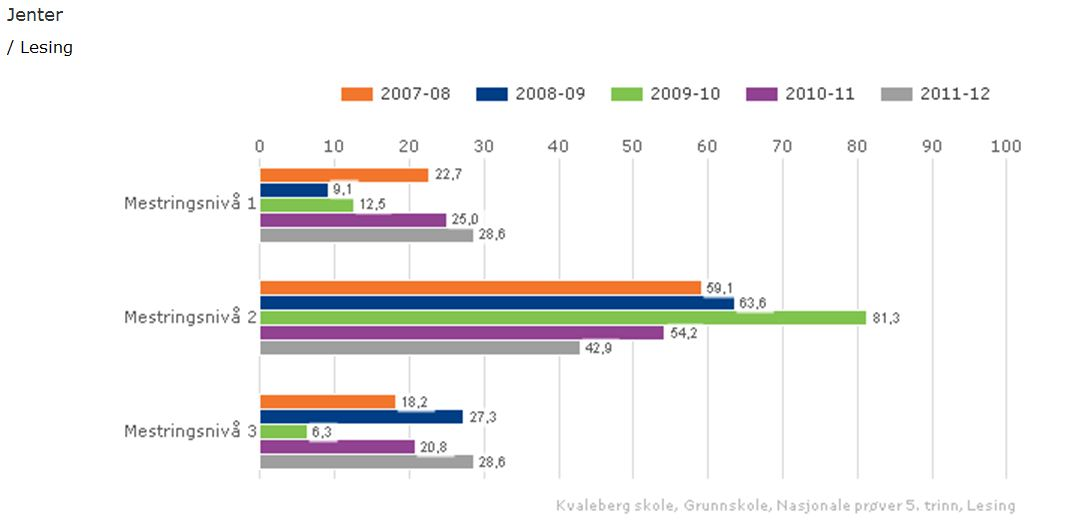 Jenter
/ Lesing
2007-08 2008-09 2009-10 2010-11 2011-12
0 10 20 30 40 50 60 70 80 90 100
22,7
9,1
Mestringsnivå 1
12,5
25,0
28,6
59,1
63,6
Mestringsnivå 2
81,3
54,2
42,9
18,2
27,3
Mestringsnivå 3
6,3
20,8
28,6
Kvaleberg skole, Grunnskole, Nasjonale prøver 5. trinn, Lesing